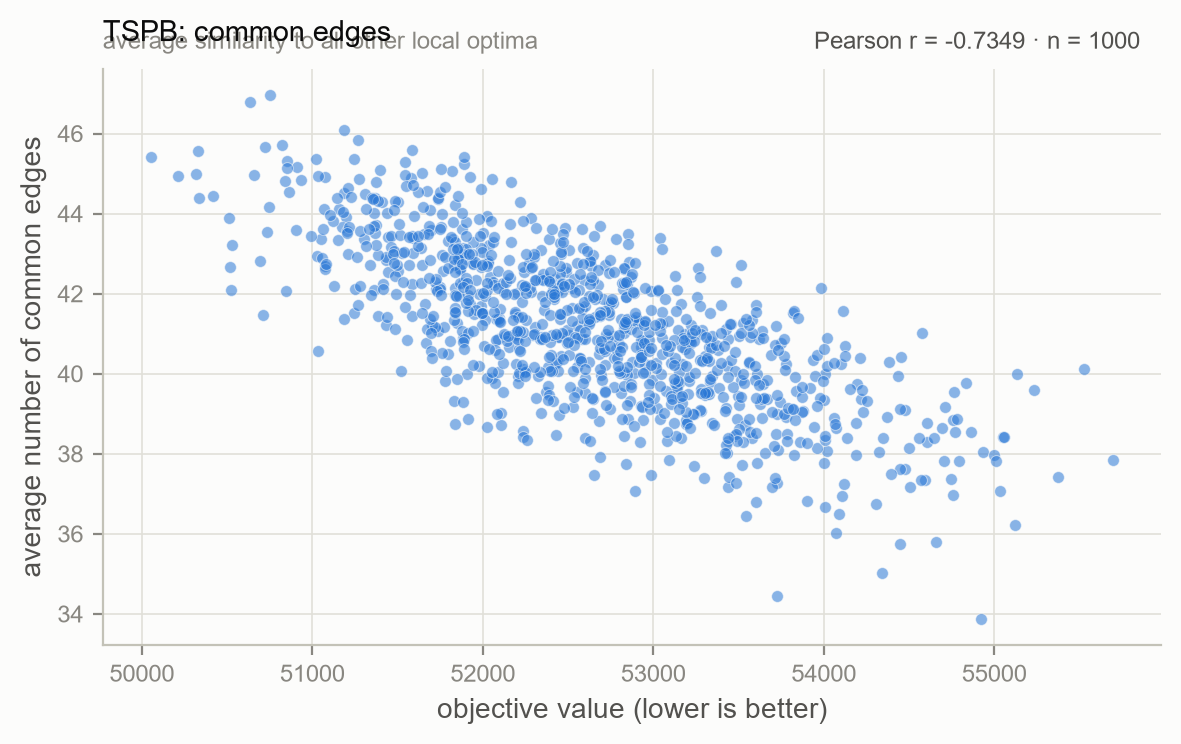 TSPB: common edges
average similarity to all other local optima
Pearson r = -0.7349 · n = 1000
average number of common edges
46
44
42
40
38
36
34
50000 51000 52000 53000 54000 55000
objective value (lower is better)